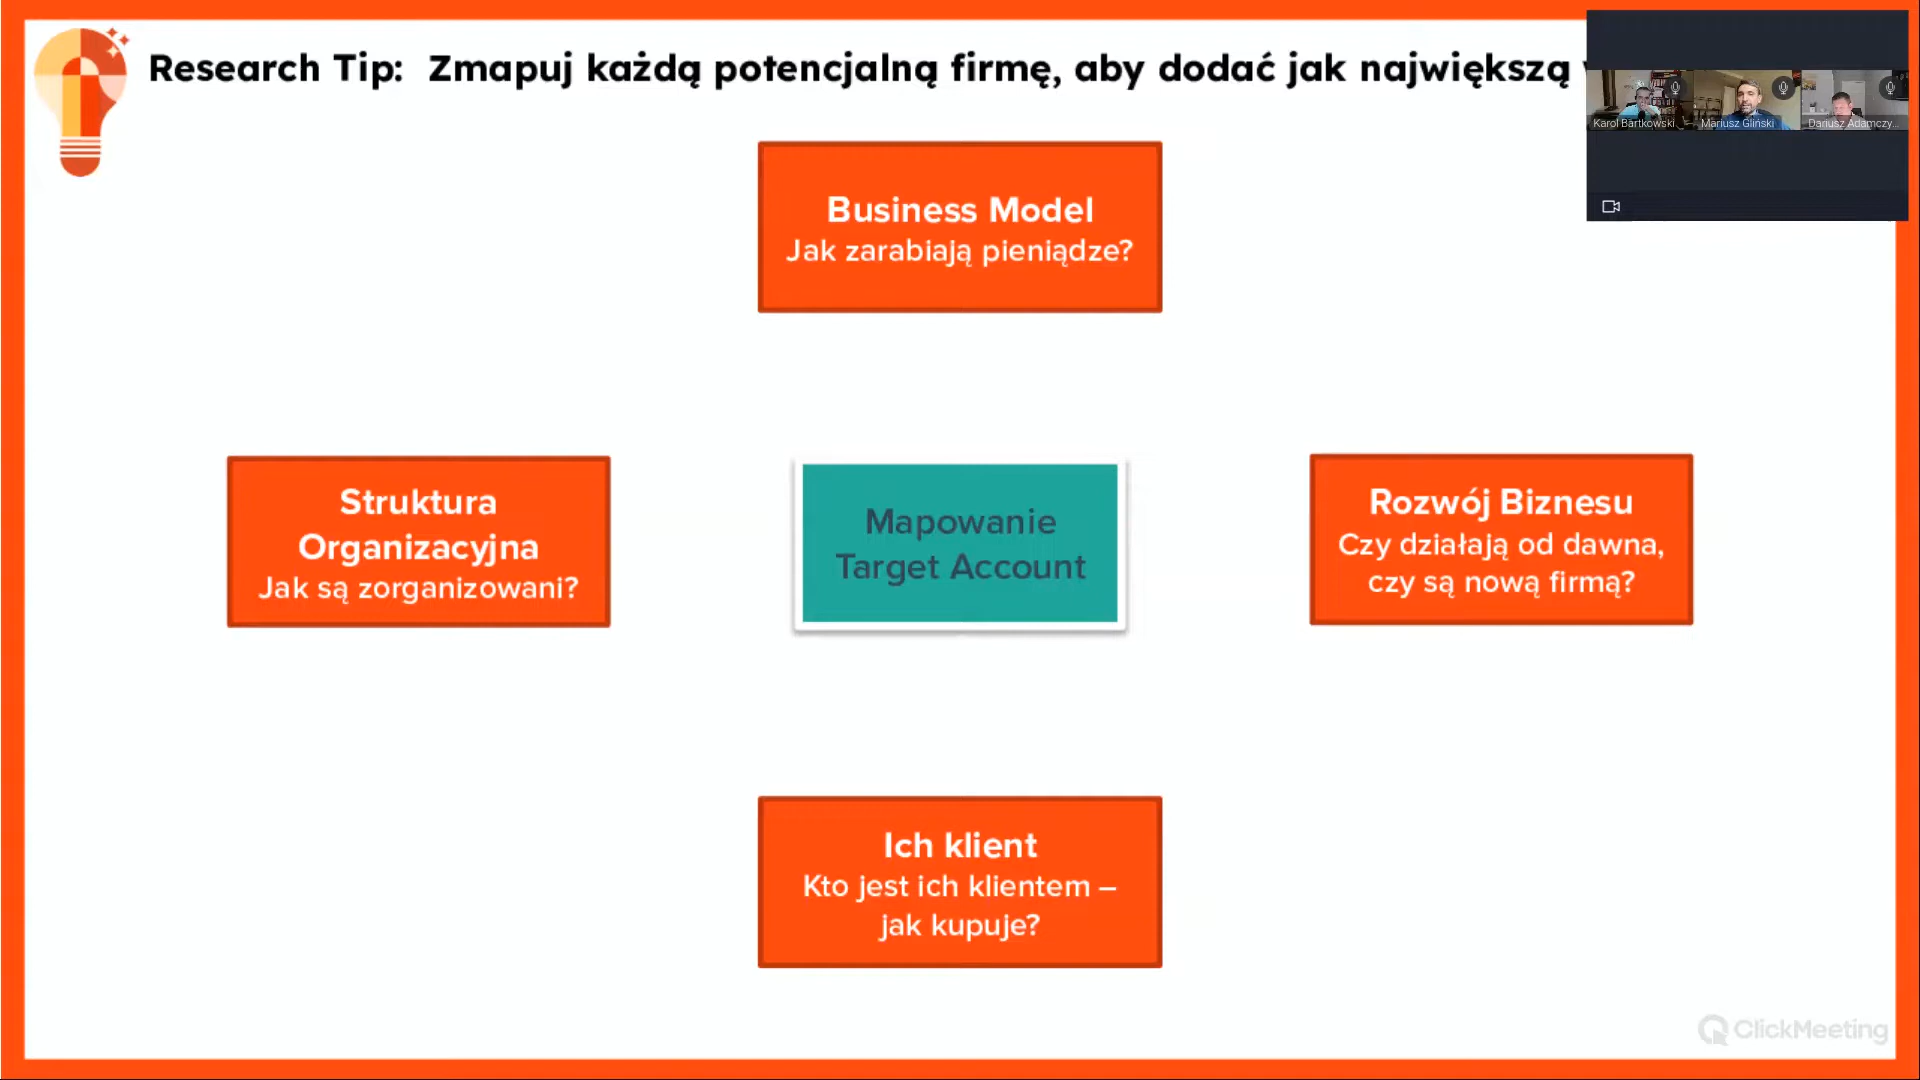 Research Tip: Zmapuj każdą potencjalną firmę, aby dodać jak największą
Karol Bartkowski
Mariusz Gliński
Dariusz Adamczy...
Business Model
Jak zarabiają pieniądze?
Struktura
Organizacyjna
Jak są zorganizowani?
Mapowanie
Target Account
Rozwój Biznesu
Czy działają od dawna,
czy są nową firmą?
Ich klient
Kto jest ich klientem –
jak kupuje?
ClickMeeting